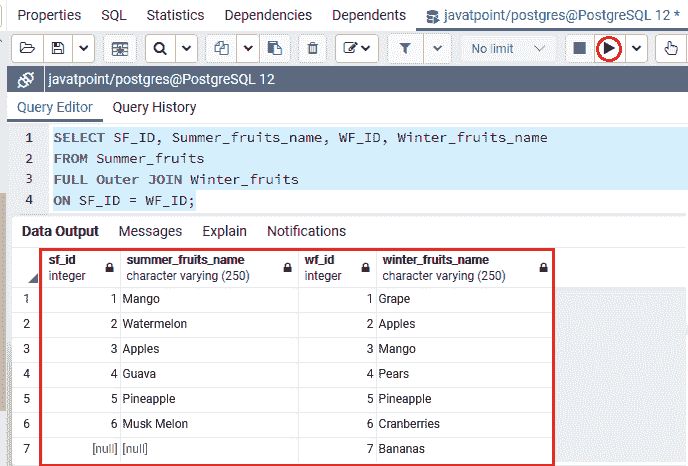 Properties SQL Statistics Dependencies Dependents javatpoint/postgres@PostgreSQL 12 *
No limit
javatpoint/postgres@PostgreSQL 12
Query Editor Query History
1 SELECT SF_ID, Summer_fruits_name, WF_ID, Winter_fruits_name
2 FROM Summer_fruits
3 FULL Outer JOIN Winter_fruits
4 ON SF_ID = WF_ID;
Data Output Messages Explain Notifications
sf_id summer_fruits_name wf_id winter_fruits_name
integer character varying (250) integer character varying (250)
1 1 Mango 1 Grape
2 2 Watermelon 2 Apples
3 3 Apples 3 Mango
4 4 Guava 4 Pears
5 5 Pineapple 5 Pineapple
6 6 Musk Melon 6 Cranberries
7 [null] [null] 7 Bananas